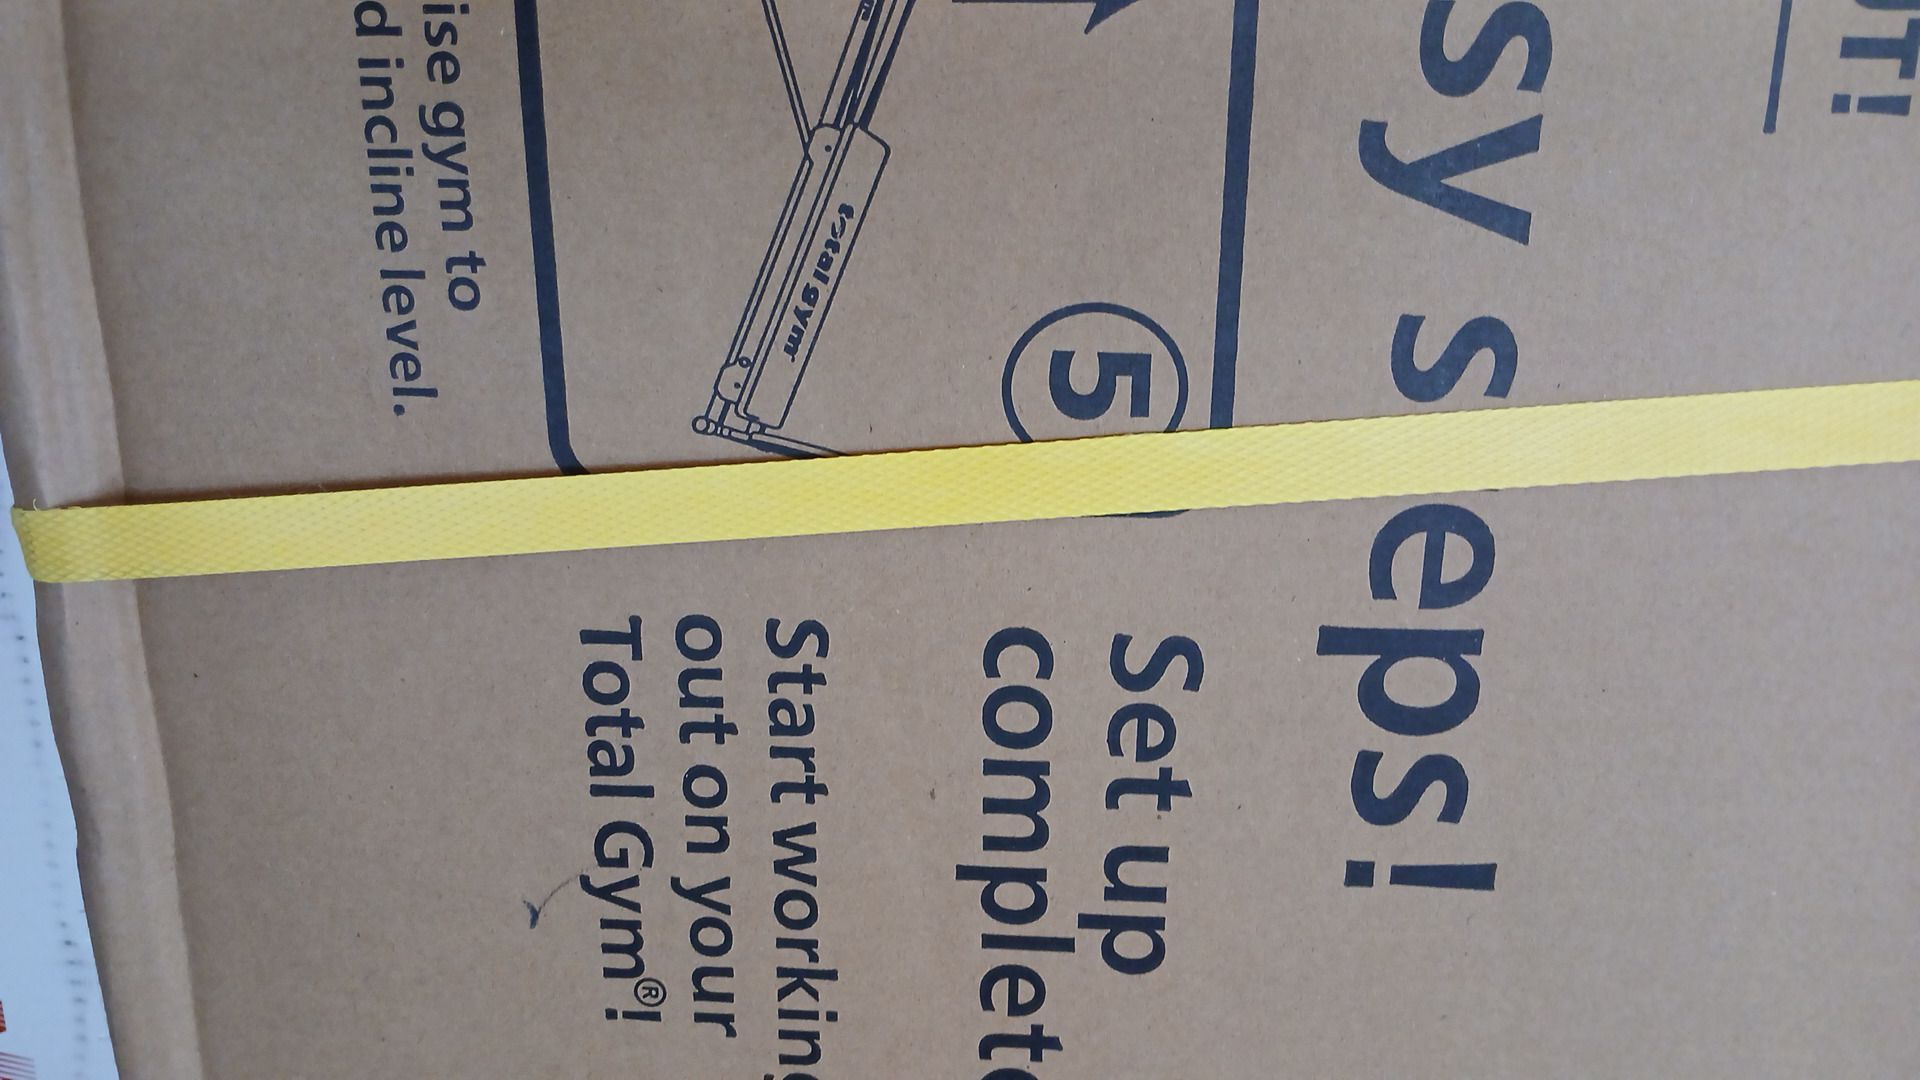 sy s eps!
5
total gym
ise gym to
d incline level.
Set up
complet
Start working
out on your
Total Gym®!